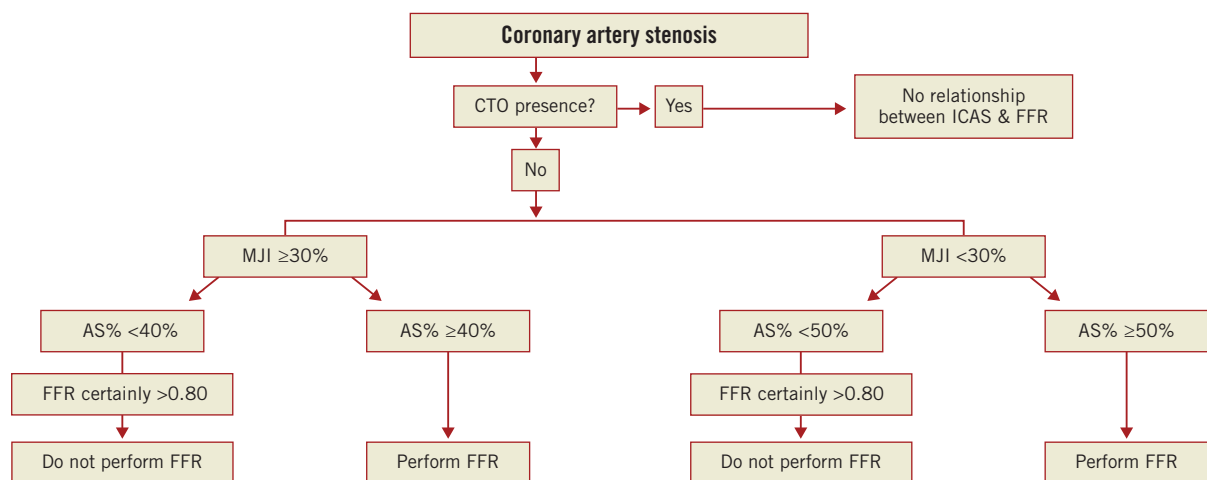 Coronary artery stenosis
CTO presence?
Yes
No relationship
between ICAS & FFR
No
MJI ≥30%
MJI <30%
AS% <40%
AS% ≥40%
AS% <50%
AS% ≥50%
FFR certainly >0.80
FFR certainly >0.80
Do not perform FFR
Perform FFR
Do not perform FFR
Perform FFR